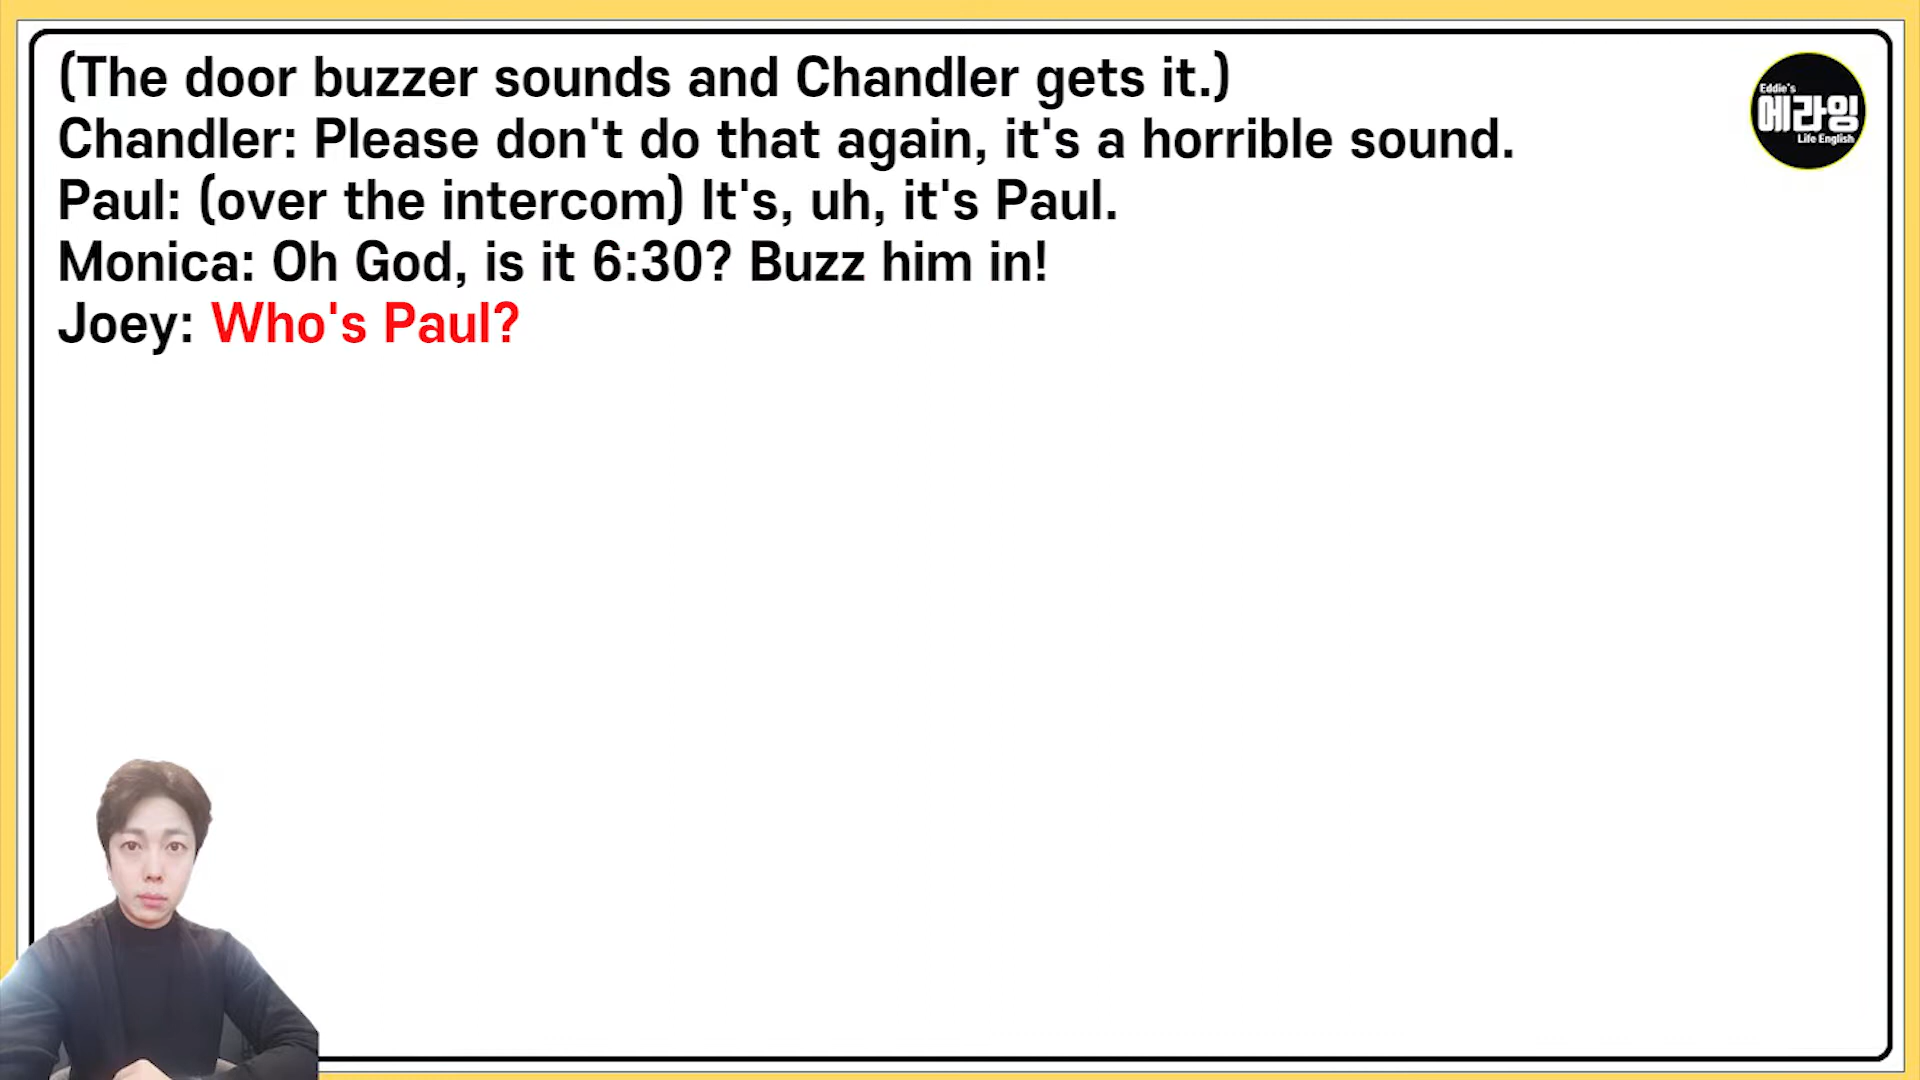 (The door buzzer sounds and Chandler gets it.)
Chandler: Please don't do that again, it's a horrible sound.
Paul: (over the intercom) It's, uh, it's Paul.
Monica: Oh God, is it 6:30? Buzz him in!
Joey: Who's Paul?
Eddie's
에라잉
Life English